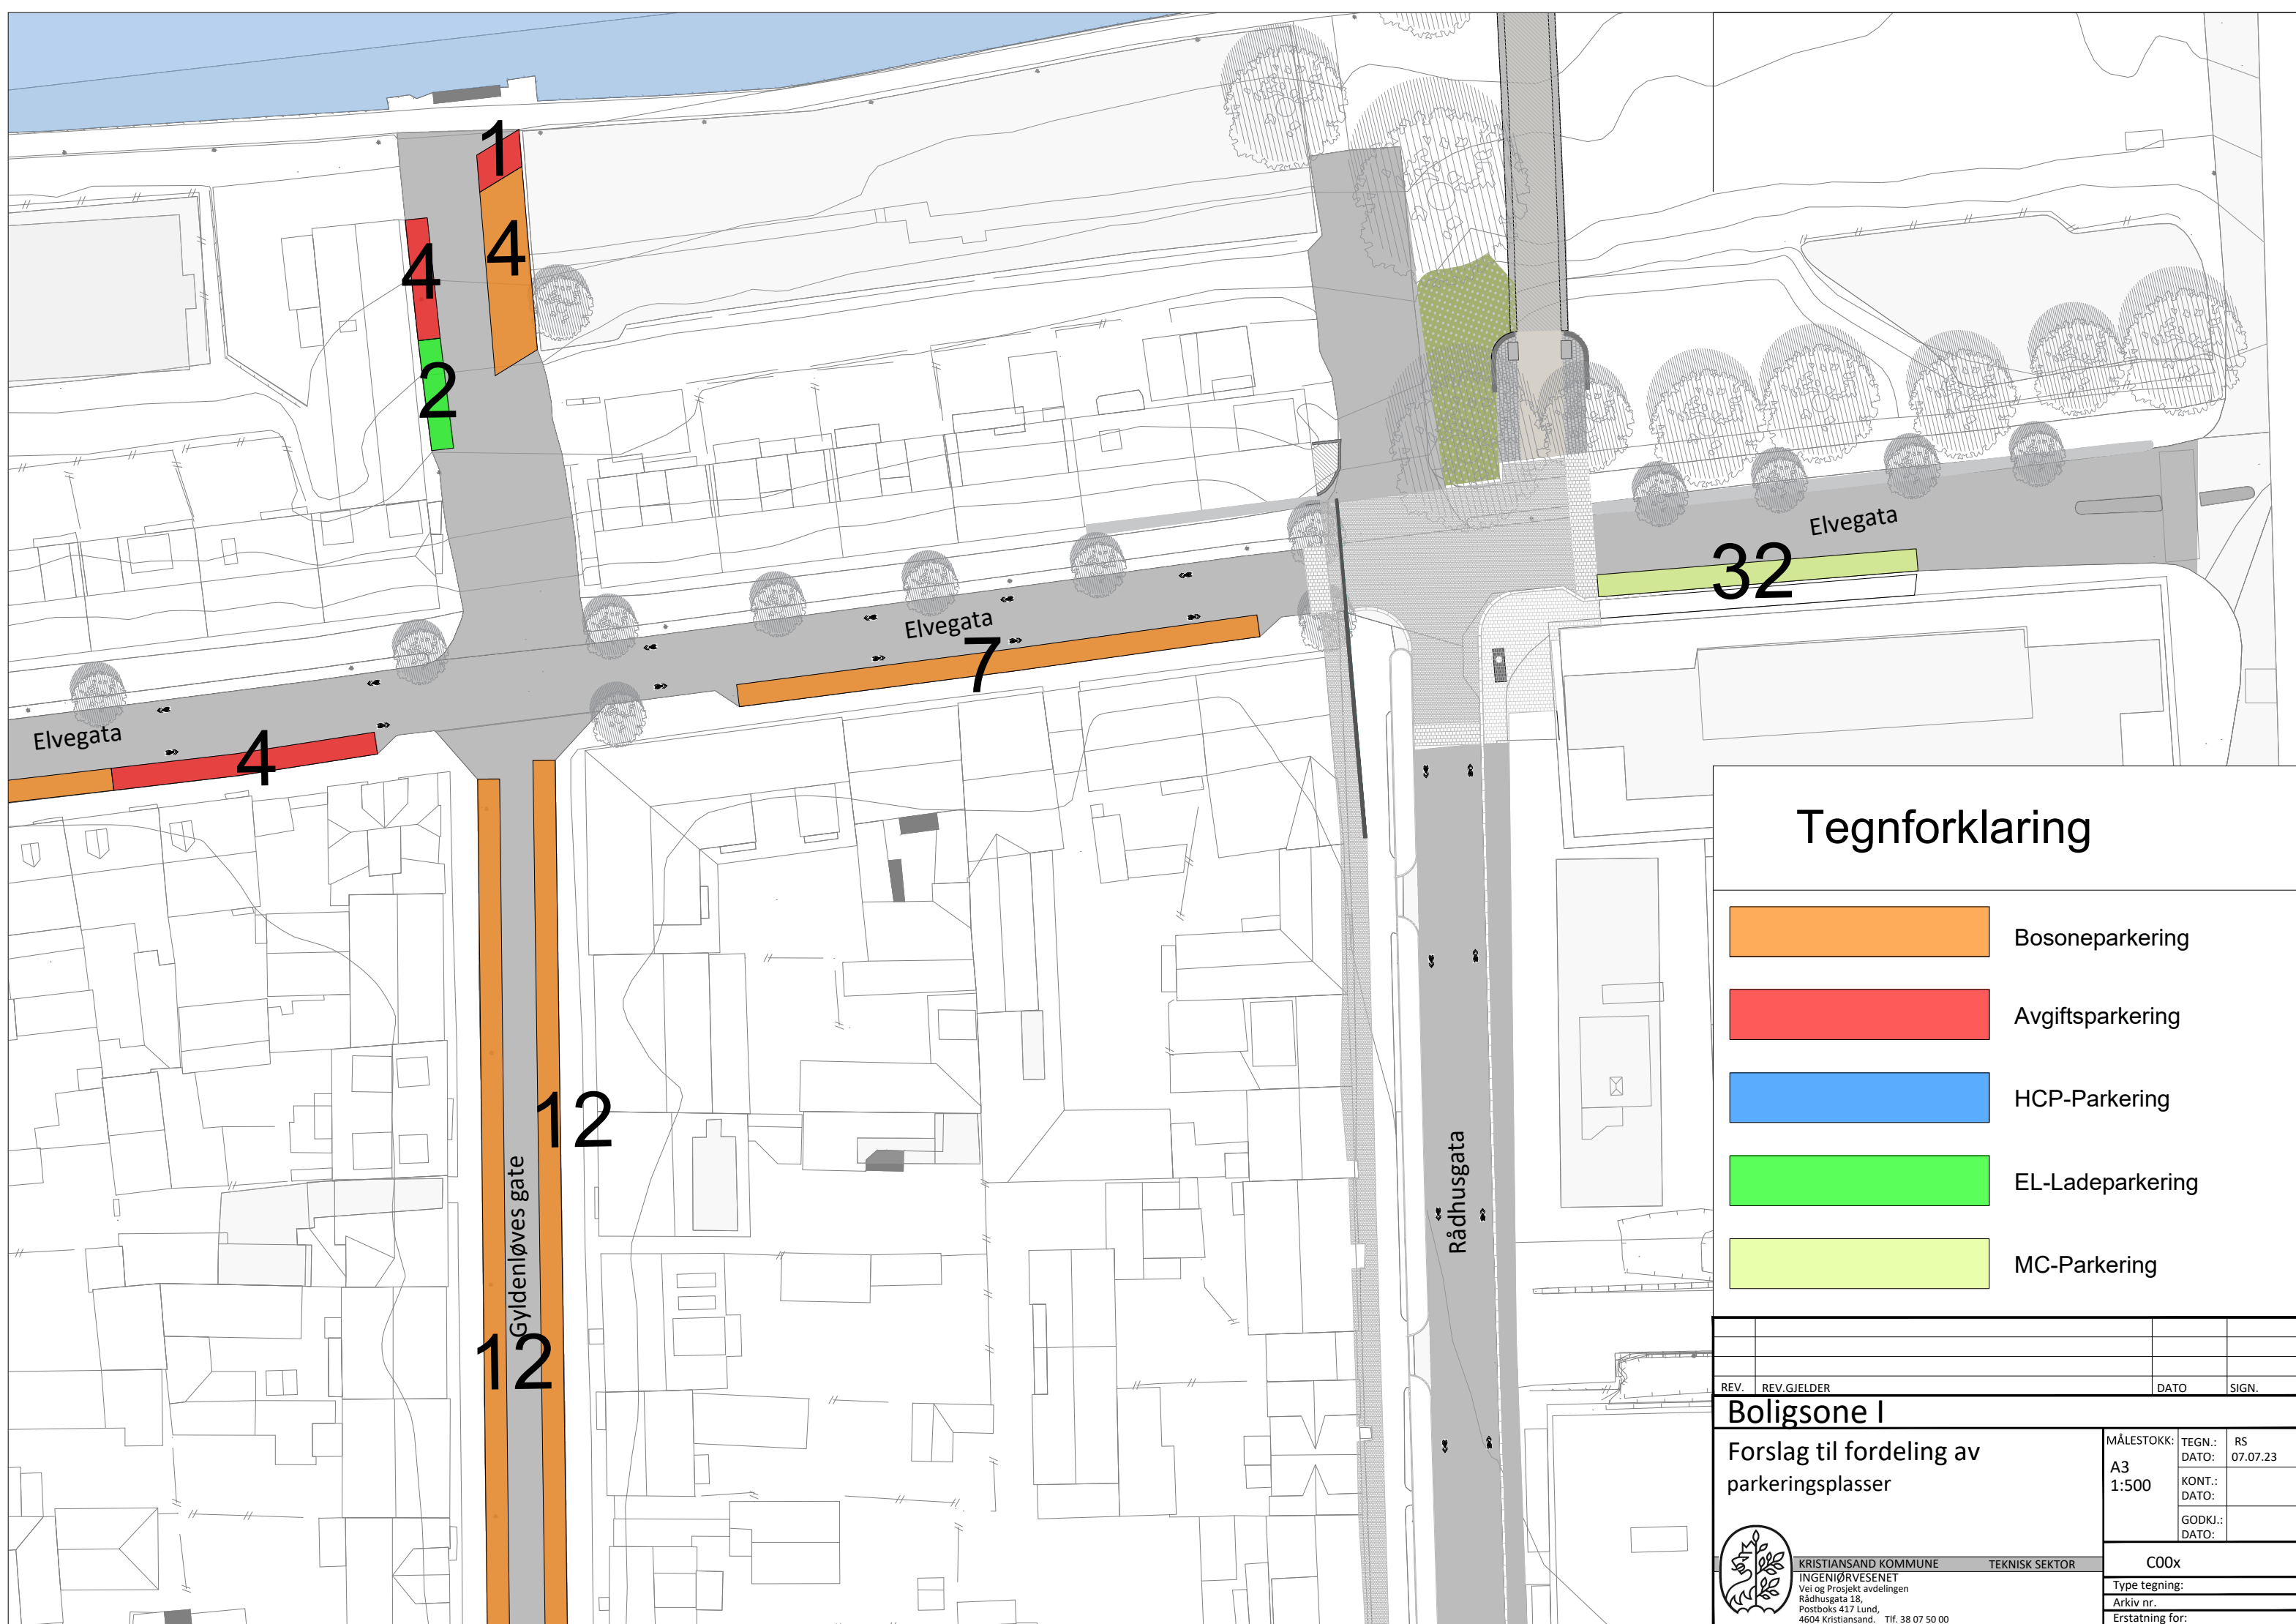 1
4
4
2
Elvegata
32
Elvegata
7
Elvegata
4
12
Gyldenløves gate
12
Rådhusgata
Tegnforklaring
Bosoneparkering
Avgiftsparkering
HCP-Parkering
EL-Ladeparkering
MC-Parkering
REV. REV.GJELDER DATO SIGN.
Boligsone I
Forslag til fordeling av
parkeringsplasser
MÅLESTOKK:
A3
1:500
TEGN.: RS
DATO: 07.07.23
KONT.:
DATO:
GODKJ.:
DATO:
KRISTIANSAND KOMMUNE TEKNISK SEKTOR
INGENIØRVESENET
Vei og Prosjekt avdelingen
Rådhusgata 18,
Postboks 417 Lund,
4604 Kristiansand. Tlf. 38 07 50 00
C00x
Type tegning:
Arkiv nr.
Erstatning for: